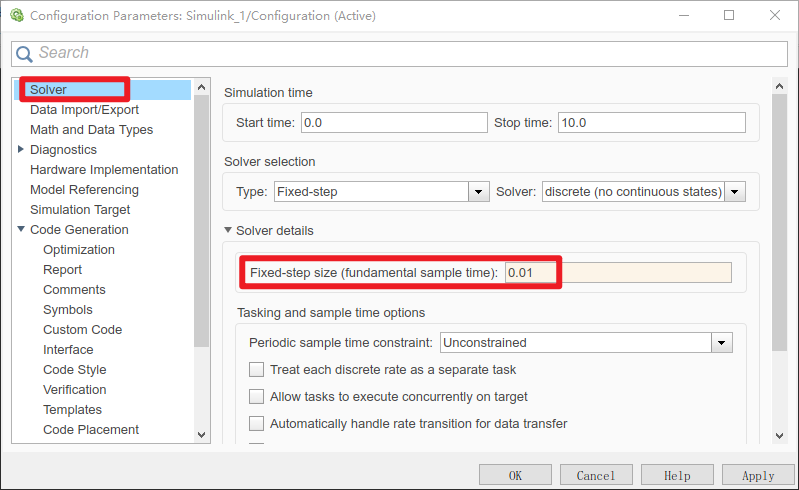 Configuration Parameters: Simulink_1/Configuration (Active)
Search
Solver
Data Import/Export
Math and Data Types
Diagnostics
Hardware Implementation
Model Referencing
Simulation Target
Code Generation
Optimization
Report
Comments
Symbols
Custom Code
Interface
Code Style
Verification
Templates
Code Placement
Simulation time
Start time: 0.0 Stop time: 10.0
Solver selection
Type: Fixed-step Solver: discrete (no continuous states)
Solver details
Fixed-step size (fundamental sample time): 0.01
Tasking and sample time options
Periodic sample time constraint: Unconstrained
Treat each discrete rate as a separate task
Allow tasks to execute concurrently on target
Automatically handle rate transition for data transfer
OK Cancel Help Apply